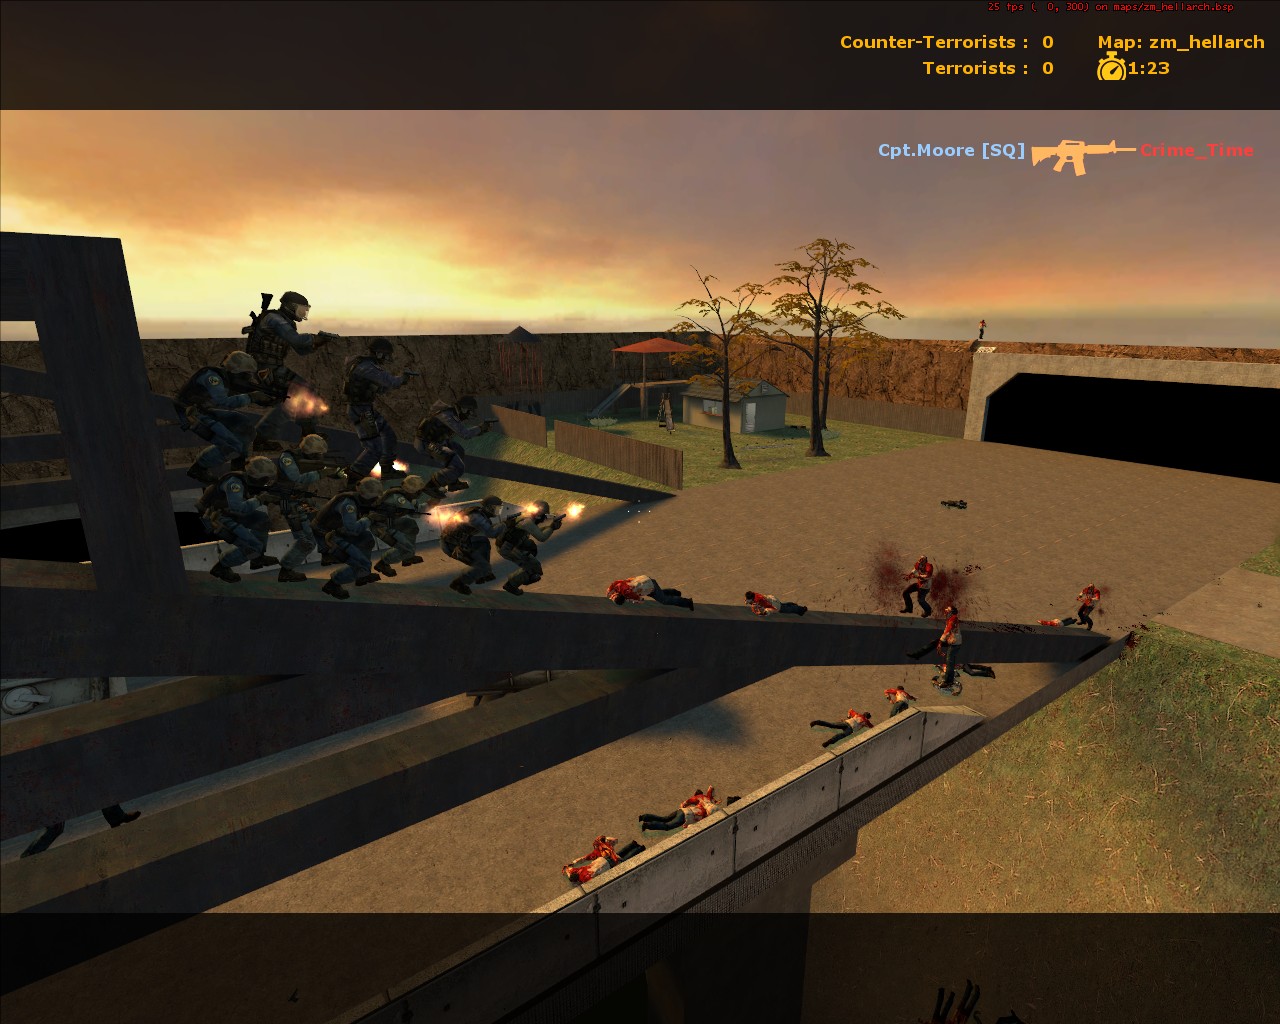 25 fps ( 0, 300) on maps/zm_hellarch.bsp
Counter-Terrorists : 0 Map: zm_hellarch
Terrorists : 0 1:23
Cpt.Moore [SQ] Crime_Time